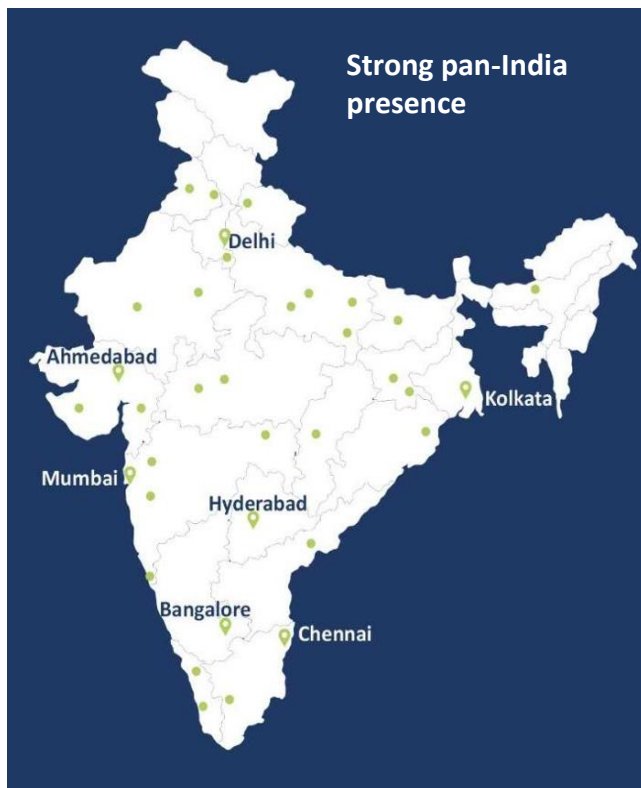 Strong pan-India
presence
Delhi
Ahmedabad
Kolkata
Mumbai
Hyderabad
Bangalore
Chennai